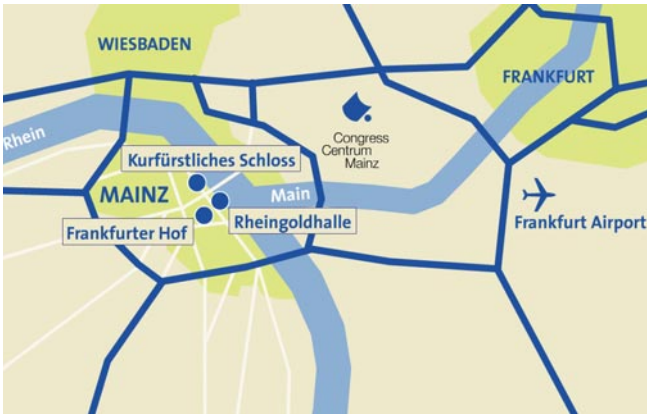 WIESBADEN
FRANKFURT
Rhein
Congress
Centrum
Mainz
Kurfürstliches Schloss
MAINZ
Main
Rheingoldhalle
Frankfurt Airport
Frankfurter Hof